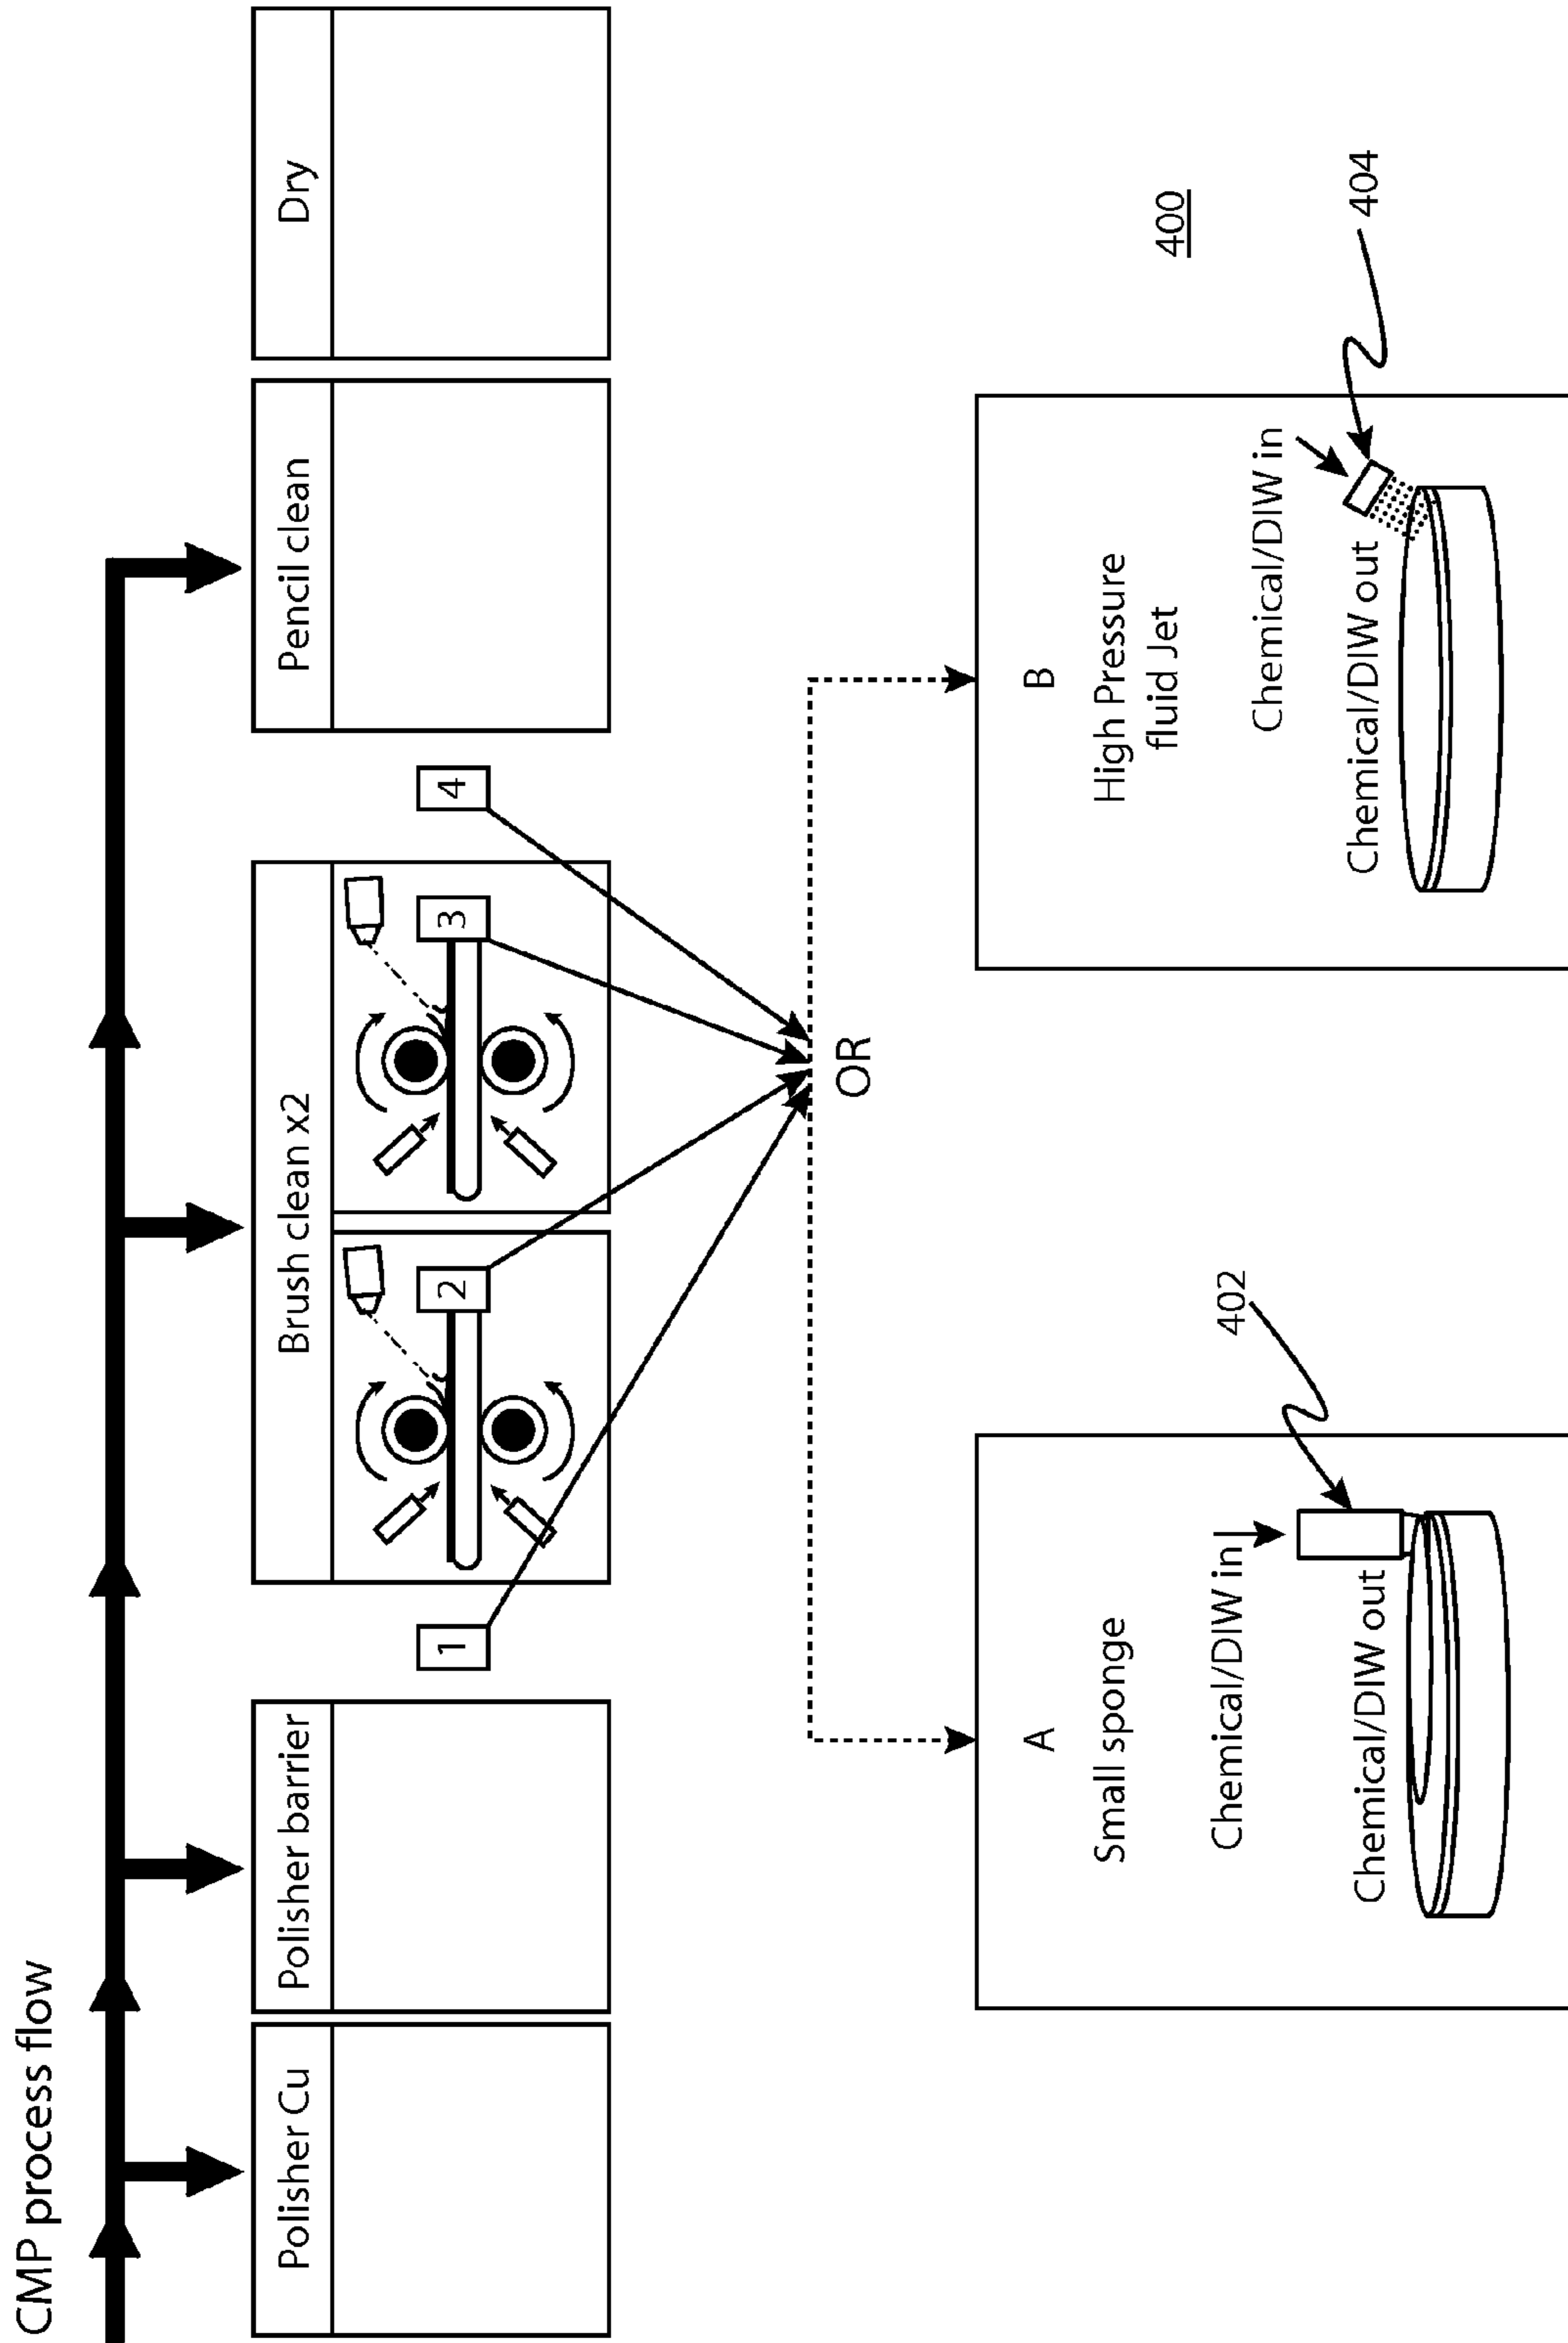 CMP process flow
Polisher Cu
Polisher barrier
Brush clean x2
Pencil clean
Dry
1
2
3
4
OR
A
Small sponge
Chemical/DIW in
Chemical/DIW out
402
B
High Pressure
fluid Jet
Chemical/DIW in
Chemical/DIW out
404
400